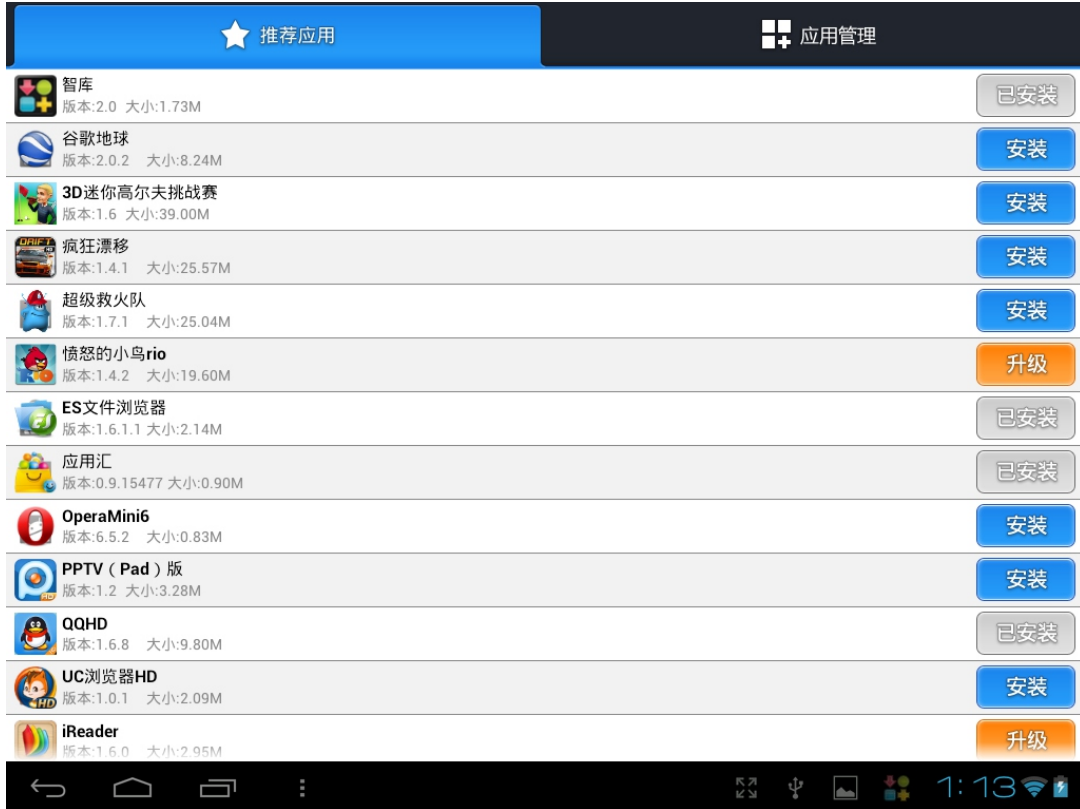 推荐应用
应用管理
智库
版本:2.0 大小:1.73M
已安装
谷歌地球
版本:2.0.2 大小:8.24M
安装
3D迷你高尔夫挑战赛
版本:1.6 大小:39.00M
安装
DRIFT
疯狂漂移
版本:1.4.1 大小:25.57M
安装
超级救火队
版本:1.7.1 大小:25.04M
安装
愤怒的小鸟rio
版本:1.4.2 大小:19.60M
升级
ES文件浏览器
版本:1.6.1.1 大小:2.14M
已安装
应用汇
版本:0.9.15477 大小:0.90M
已安装
OperaMini6
版本:6.5.2 大小:0.83M
安装
PPTV（Pad）版
版本:1.2 大小:3.28M
安装
QQHD
版本:1.6.8 大小:9.80M
已安装
HD
UC浏览器HD
版本:1.0.1 大小:2.09M
安装
iReader
版本:1.6.0 大小:2.95M
升级
1:13